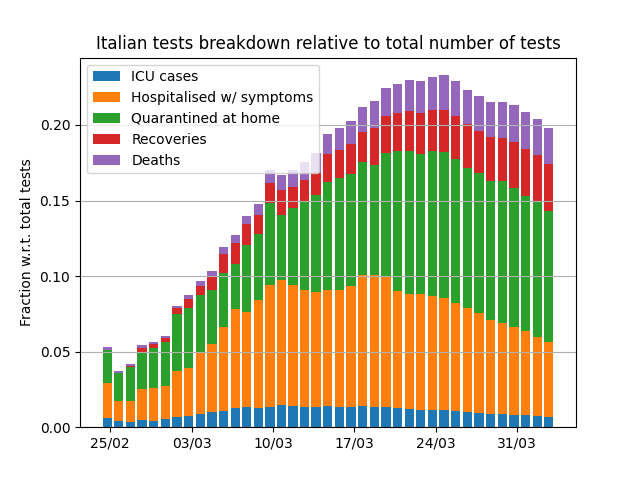 Italian tests breakdown relative to total number of tests
ICU cases
Hospitalised w/ symptoms
Quarantined at home
Recoveries
Deaths
Fraction w.r.t. total tests
0.20
0.15
0.10
0.05
0.00
25/02 03/03 10/03 17/03 24/03 31/03